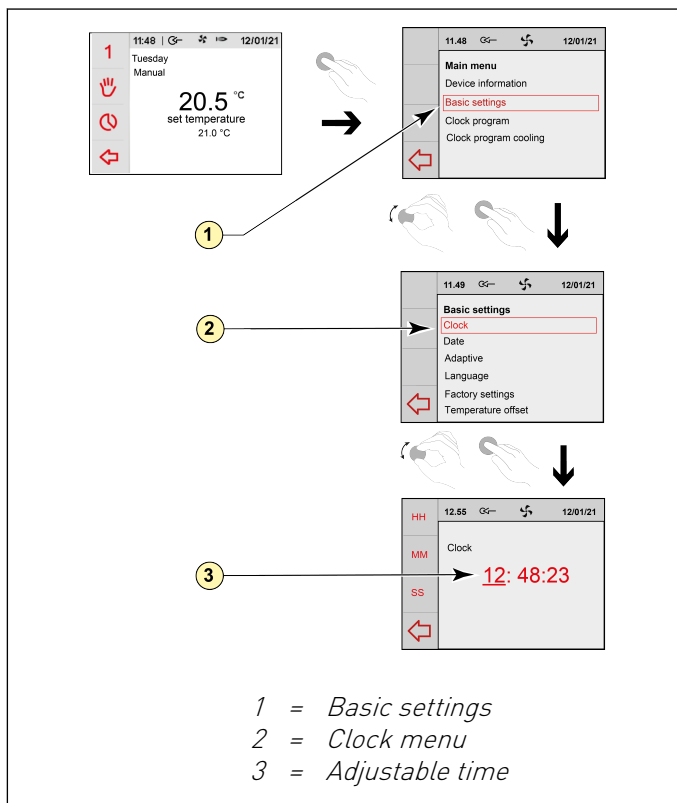 11:48 12/01/21
1
Tuesday
Manual
20.5 °C
set temperature
21.0 °C
11.48 12/01/21
Main menu
Device information
Basic settings
Clock program
Clock program cooling
1
11.49 12/01/21
Basic settings
Clock
Date
Adaptive
Language
Factory settings
Temperature offset
2
12.55 12/01/21
HH
MM
SS
Clock
12: 48:23
3
1 = Basic settings
2 = Clock menu
3 = Adjustable time